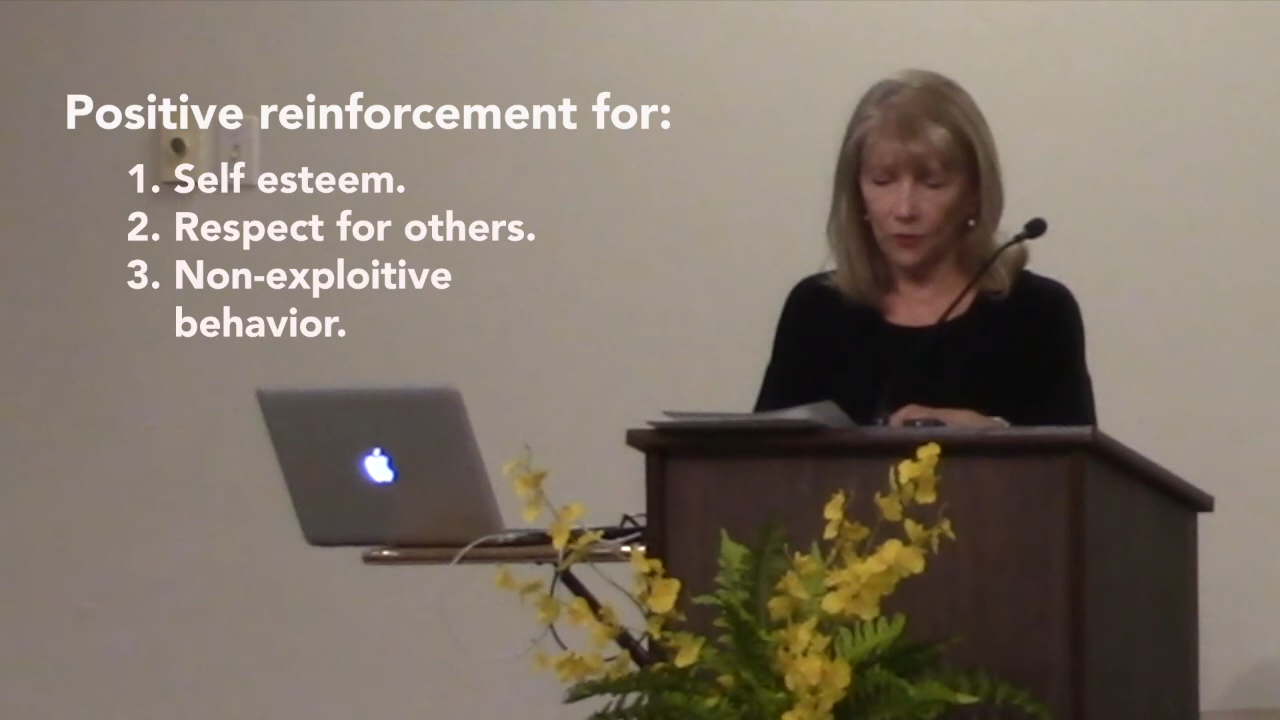 Positive reinforcement for:
1. Self esteem.
2. Respect for others.
3. Non-exploitive
behavior.